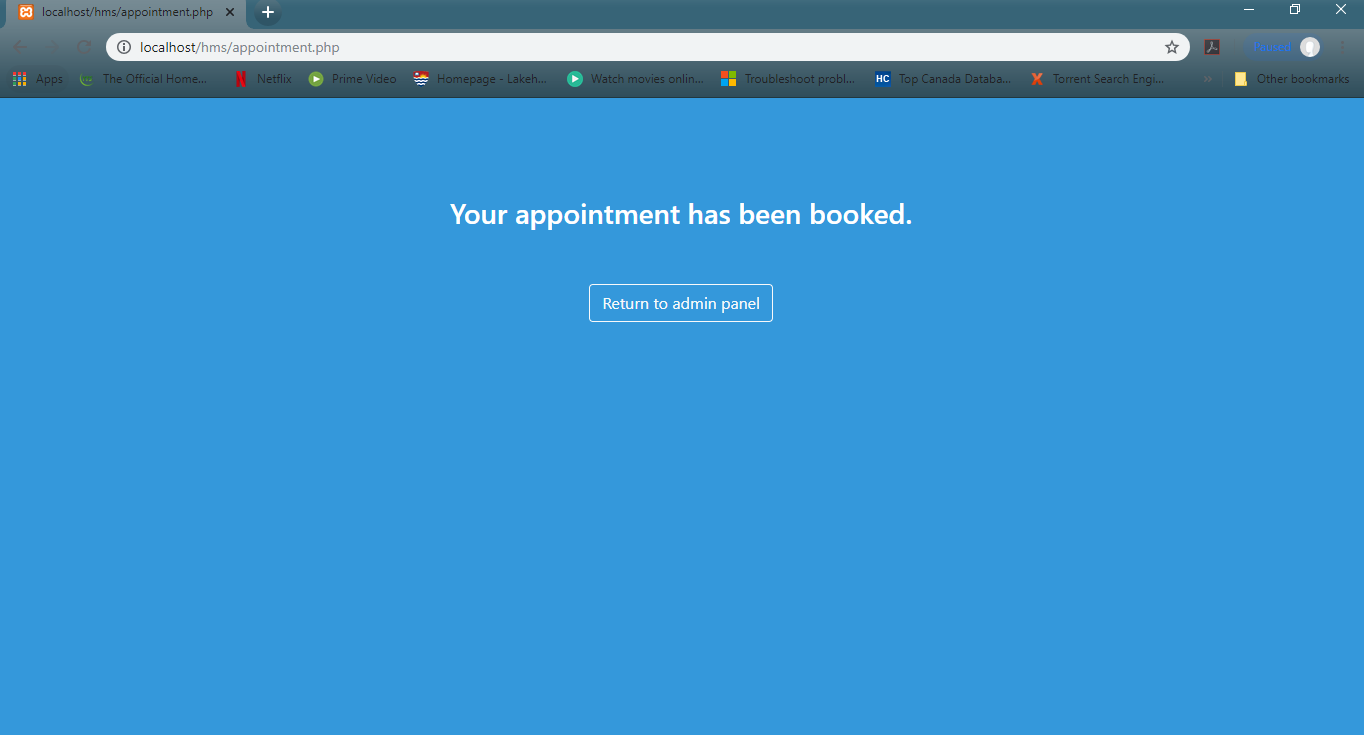 localhost/hms/appointment.php
localhost/hms/appointment.php
Apps
The Official Home...
Netflix
Prime Video
Homepage - Lakeh...
Watch movies onlin...
Troubleshoot probl...
HC
Top Canada Databa...
Torrent Search Engi...
»
Other bookmarks
Your appointment has been booked.
Return to admin panel